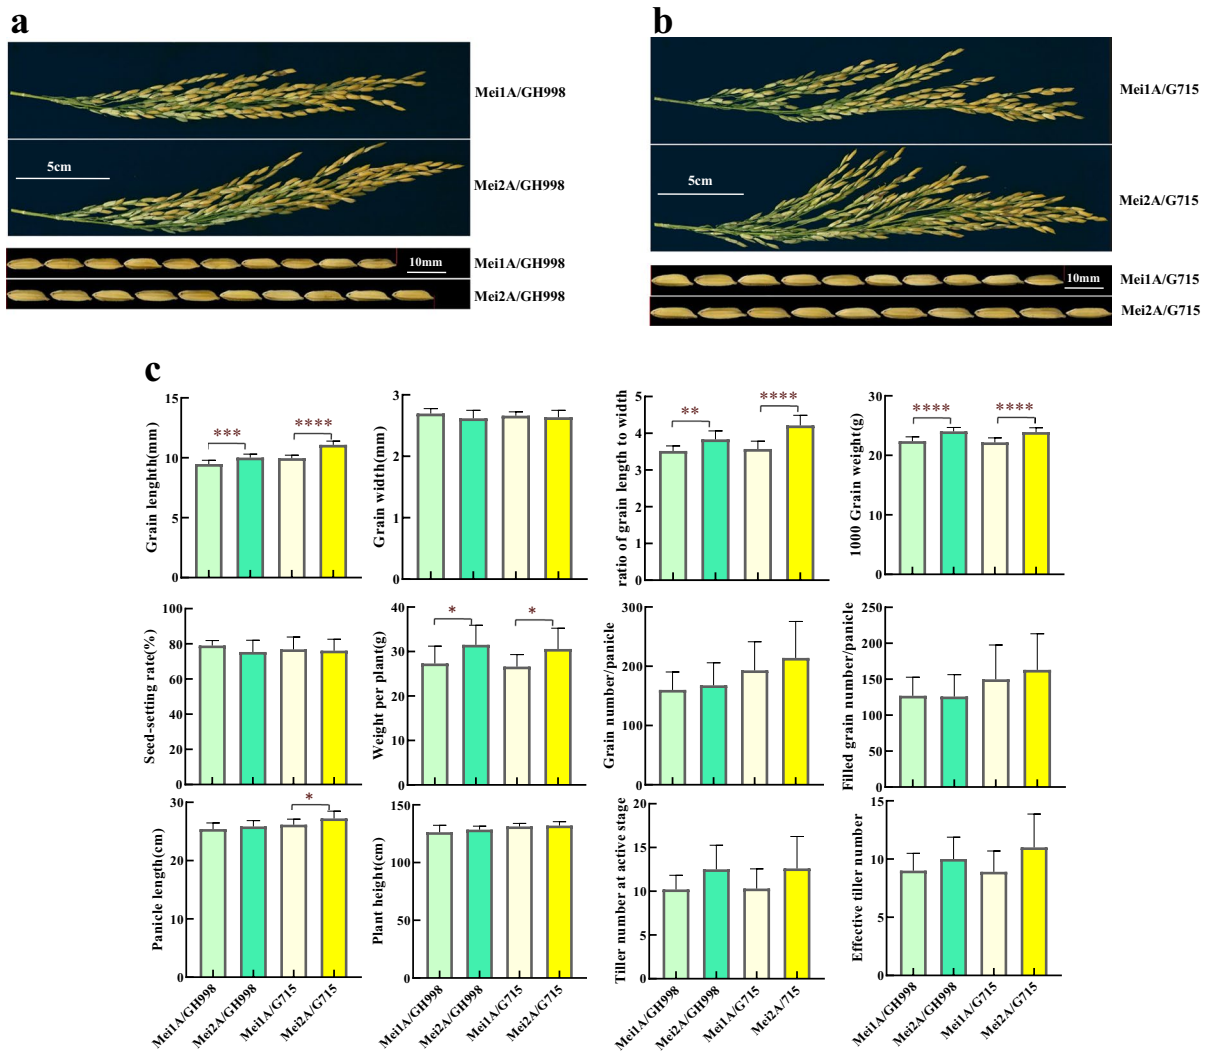 a
b
Mei1A/GH998
5cm
Mei2A/GH998
Mei1A/GH998
10mm
Mei2A/GH998
Mei1A/G715
5cm
Mei2A/G715
Mei1A/G715
10mm
Mei2A/G715
c
Grain lenghth(mm)
15
10
5
0
***
****
Grain width(mm)
3
2
1
0
ratio of grain length to width
5
4
3
2
1
0
**
****
1000 Grain weight(g)
30
20
10
0
****
****
Seed-setting rate(%)
100
80
60
40
20
0
Weight per plant(g)
40
30
20
10
0
*
*
Grain number/panicle
300
200
100
0
Filled grain number/panicle
250
200
150
100
50
0
Panicle length(cm)
30
20
10
0
*
Mei1A/GH998
Mei2A/GH998
Mei1A/G715
Mei2A/G715
Plant height(cm)
150
100
50
0
Mei1A/GH998
Mei2A/GH998
Mei1A/G715
Mei2A/G715
Tiller number at active stage
20
15
10
5
0
Mei1A/GH998
Mei2A/GH998
Mei1A/G715
Mei2A/715
Effective tiller number
15
10
5
0
Mei1A/GH998
Mei2A/GH998
Mei1A/G715
Mei2A/G715